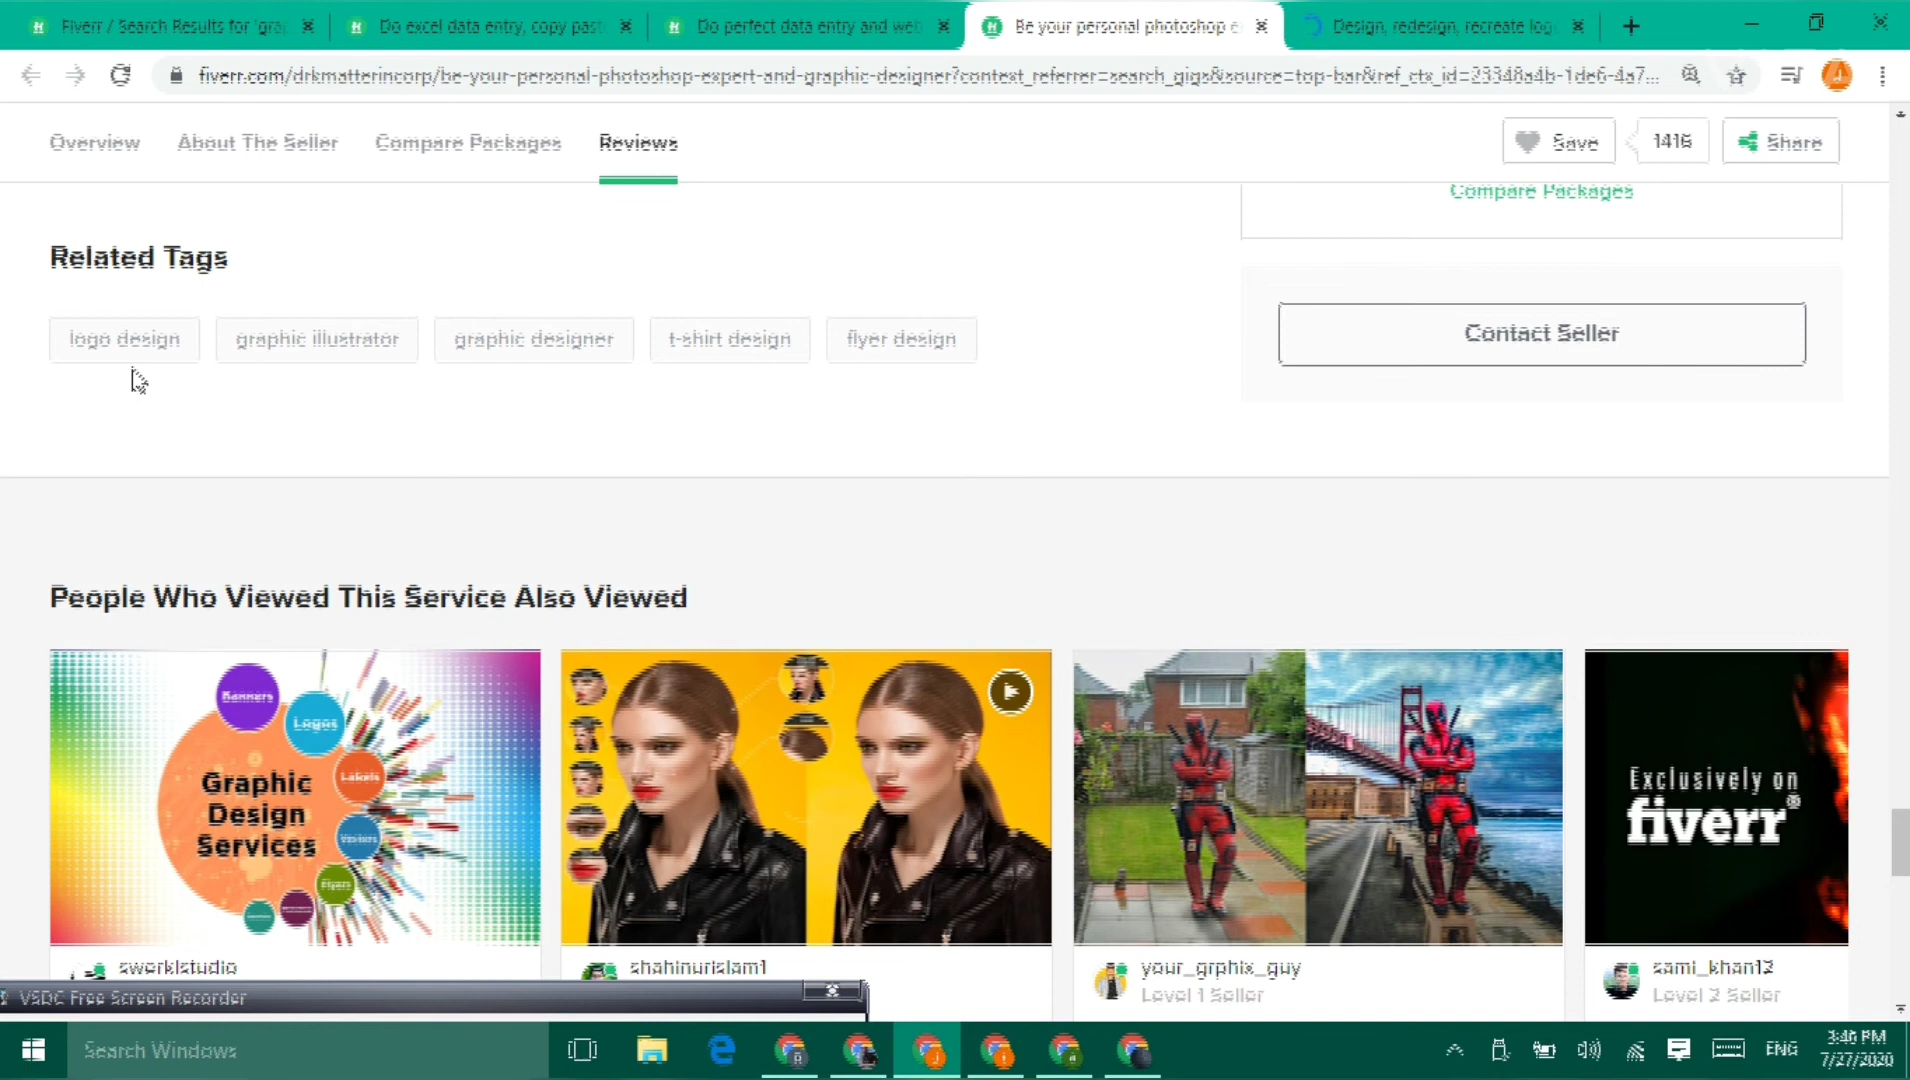 Fiverr / Search Results for 'gra
Do excel data entry, copy past
Do perfect data entry and web
Be your personal photoshop e
Design, redesign, recreate log
fiverr.com/drkmatterincorp/be-your-personal-photoshop-expert-and-graphic-designer?context_referrer=search_gigs&source=top-bar&ref_ctx_id=23348a4b-1de6-4a7...
Overview About The Seller Compare Packages Reviews
Save 1416 Share
Compare Packages
Related Tags
logo design graphic illustrator graphic designer t-shirt design flyer design
Contact Seller
People Who Viewed This Service Also Viewed
Banners
Logos
Labels
Graphic
Design
Services
Flyers
Exclusively on
fiverr®
swerklstudio
shahinurislam1
your_grphix_guy
Level 1 Seller
sami_khan12
Level 2 Seller
VSDC Free Screen Recorder
Search Windows
ENG
3:46 PM
7/27/2020